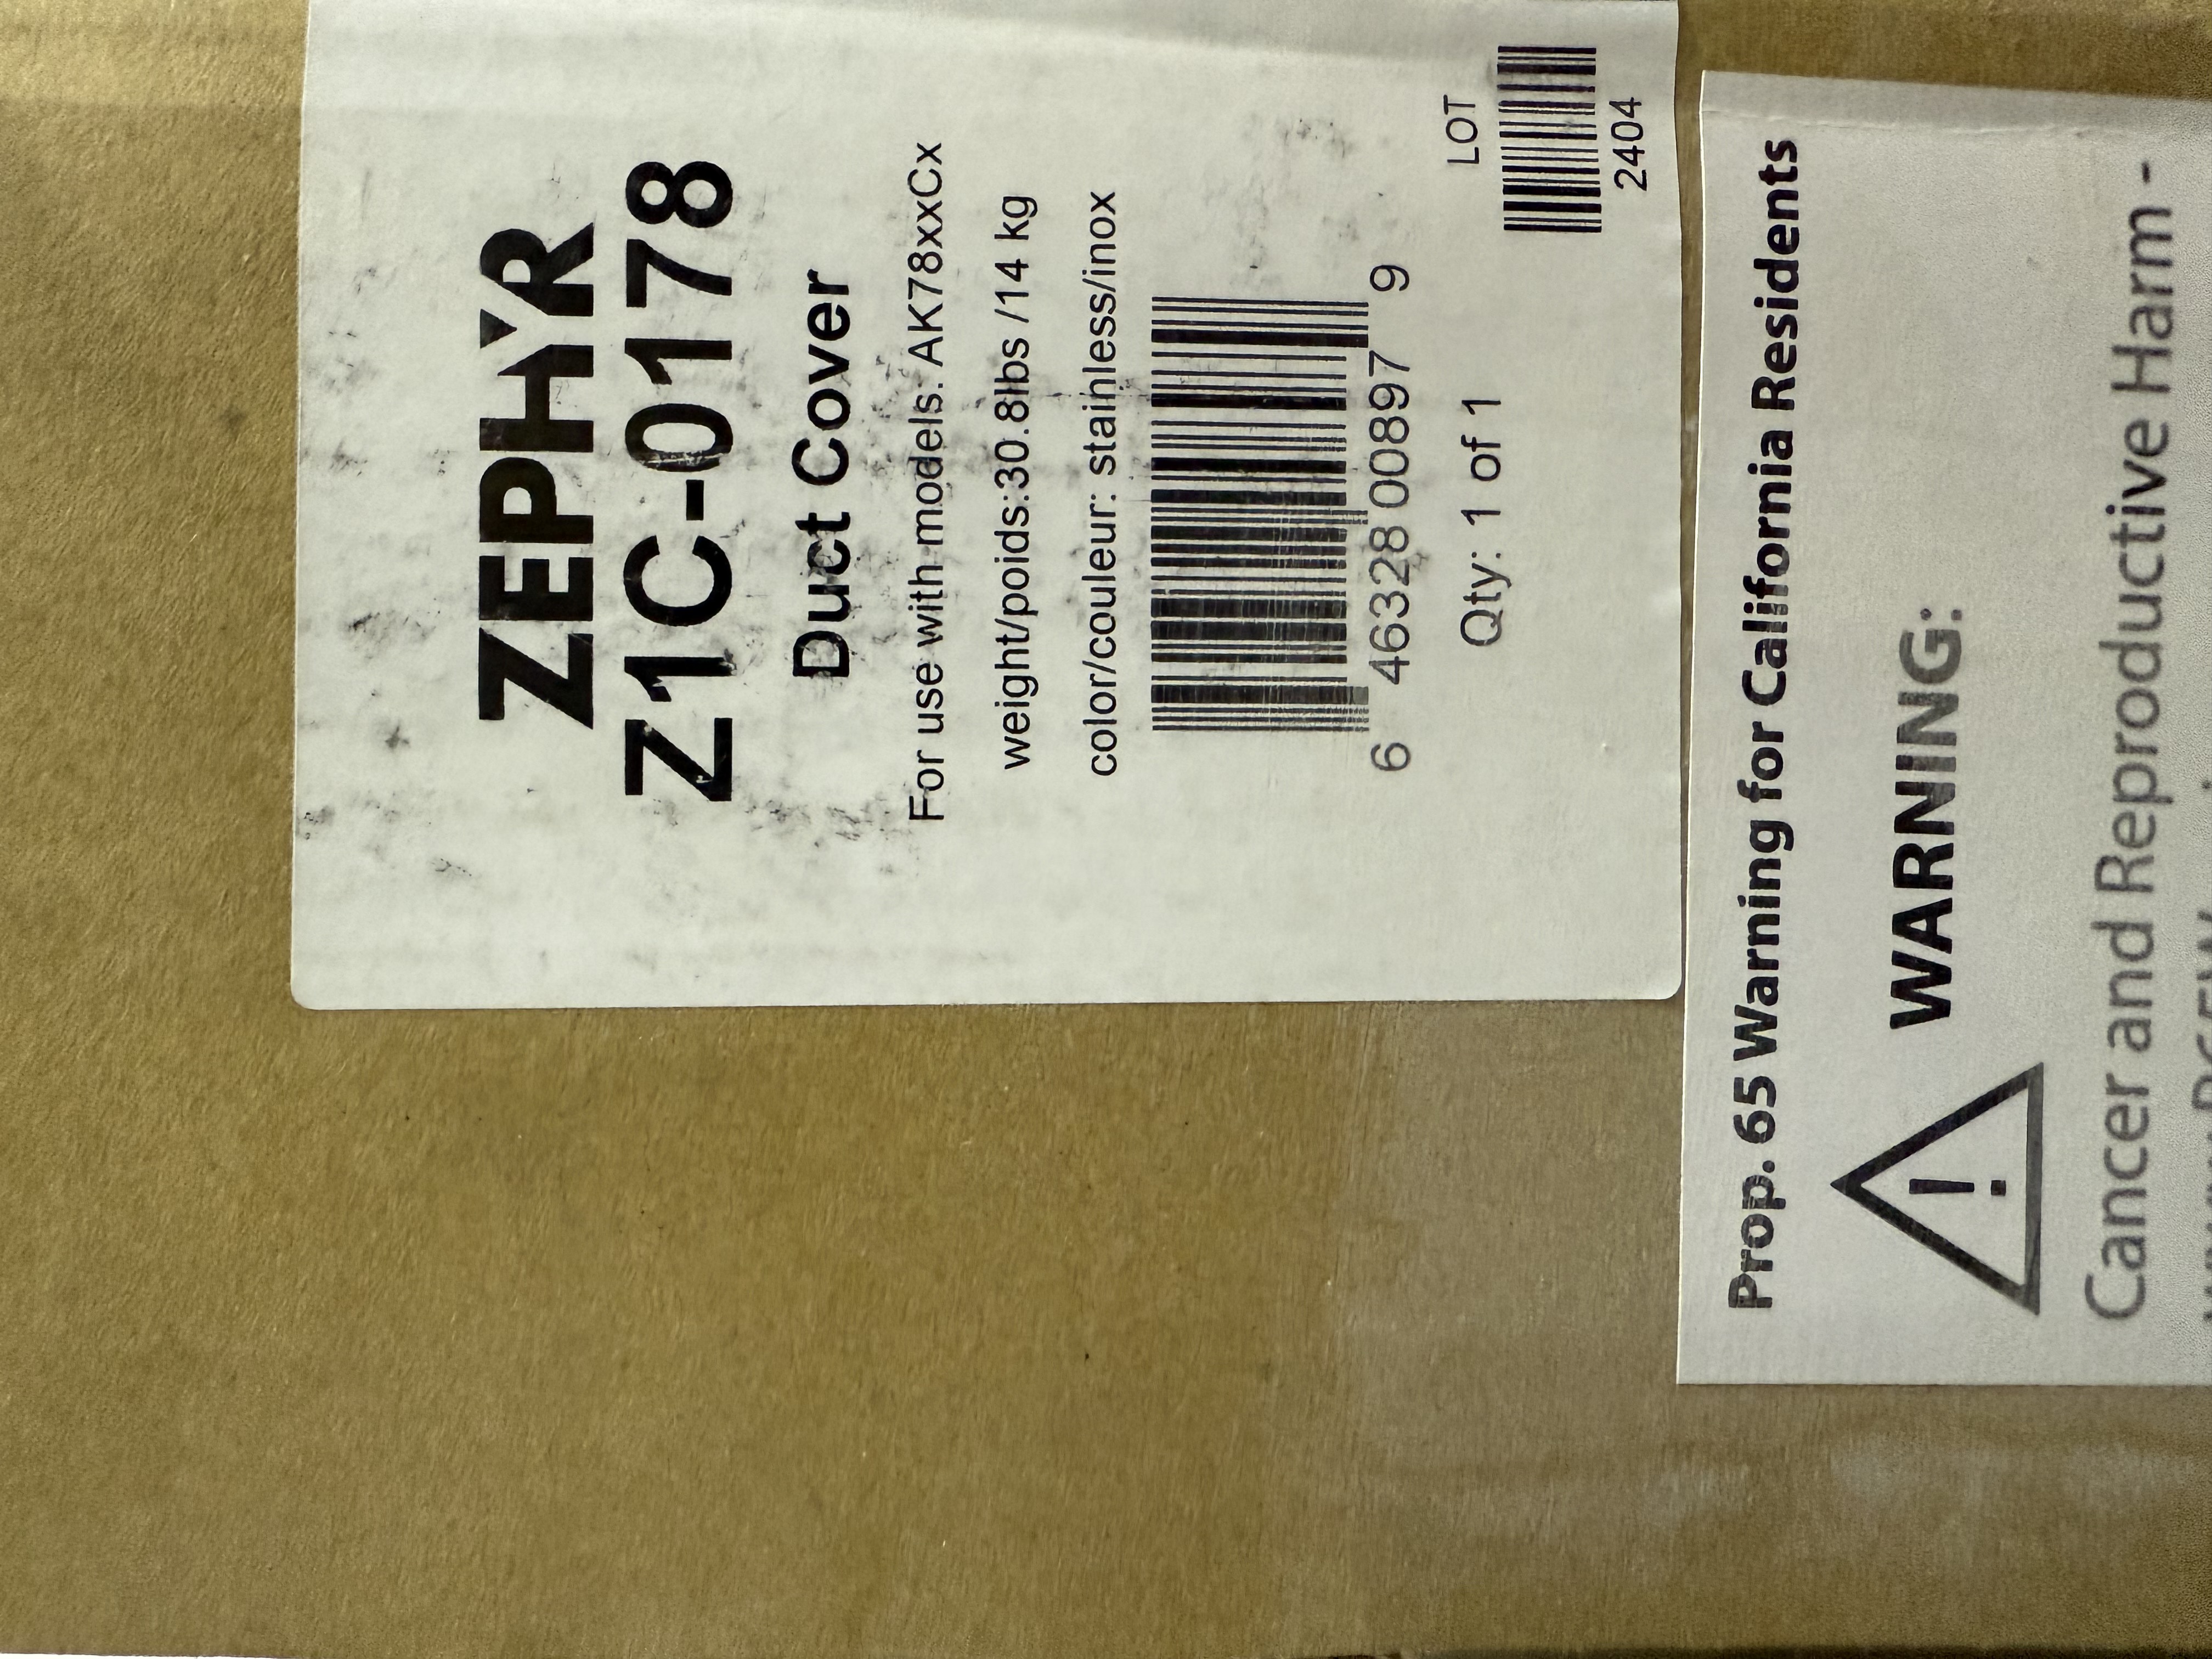 ZEPHYR
Z1C-0178
Duct Cover
For use with models: AK78xxCx
weight/poids:30.8lbs /14 kg
color/couleur: stainless/inox
6 46328 00897 9
Qty: 1 of 1
LOT
2404
Prop. 65 Warning for California Residents
WARNING:
Cancer and Reproductive Harm -